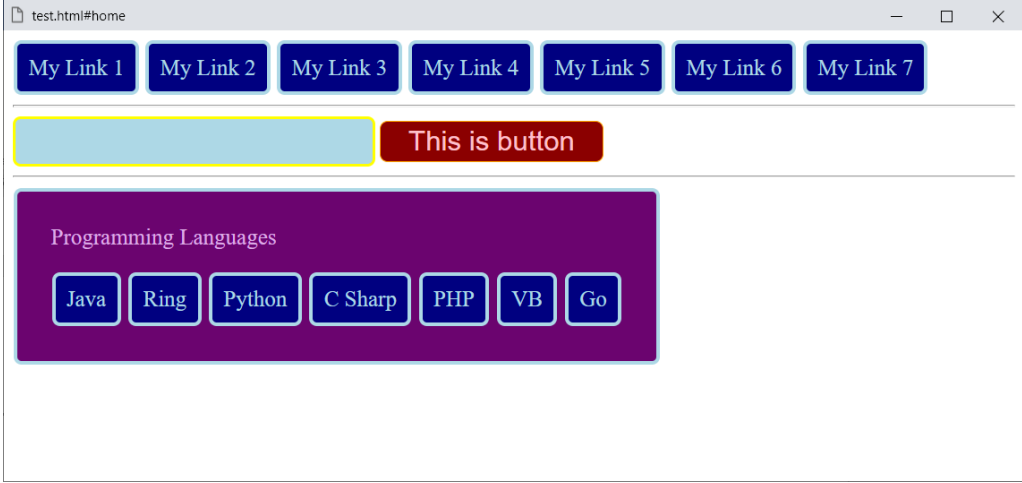 test.html#home
My Link 1 My Link 2 My Link 3 My Link 4 My Link 5 My Link 6 My Link 7
This is button
Programming Languages
Java Ring Python C Sharp PHP VB Go